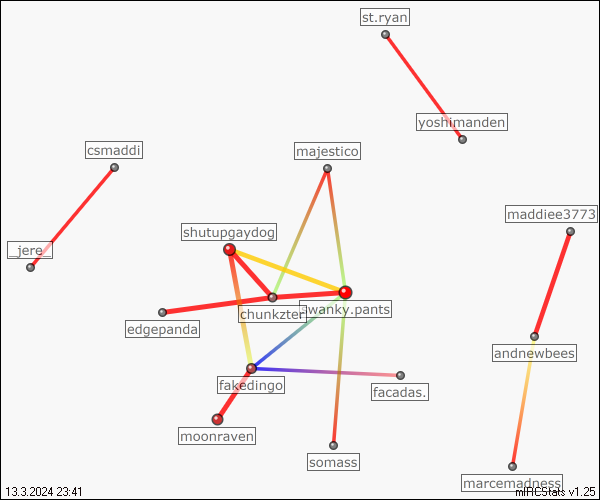 st.ryan
yoshimanden
csmaddi
majestico
maddiee3773
shutupgaydog
_jere_
chunkzter
swanky.pants
edgepanda
andnewbees
fakedingo
facadas.
moonraven
somass
marcemadness
13.3.2024 23:41
mIRCStats v1.25